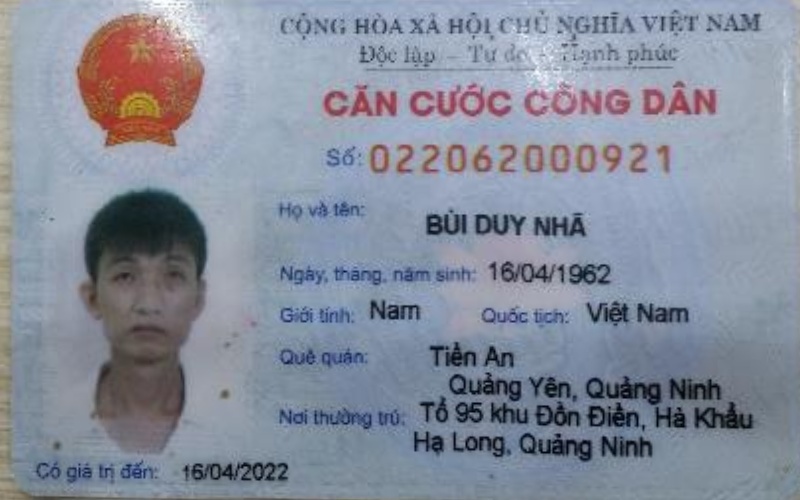 CỘNG HÒA XÃ HỘI CHỦ NGHĨA VIỆT NAM
Độc lập - Tự do - Hạnh phúc
CĂN CƯỚC CÔNG DÂN
Số: 022062000921
Họ và tên: BÙI DUY NHÃ
Ngày, tháng, năm sinh: 16/04/1962
Giới tính: Nam Quốc tịch: Việt Nam
Quê quán: Tiền An
Quảng Yên, Quảng Ninh
Nơi thường trú: Tổ 95 khu Đồn Điền, Hà Khẩu
Hạ Long, Quảng Ninh
Có giá trị đến: 16/04/2022